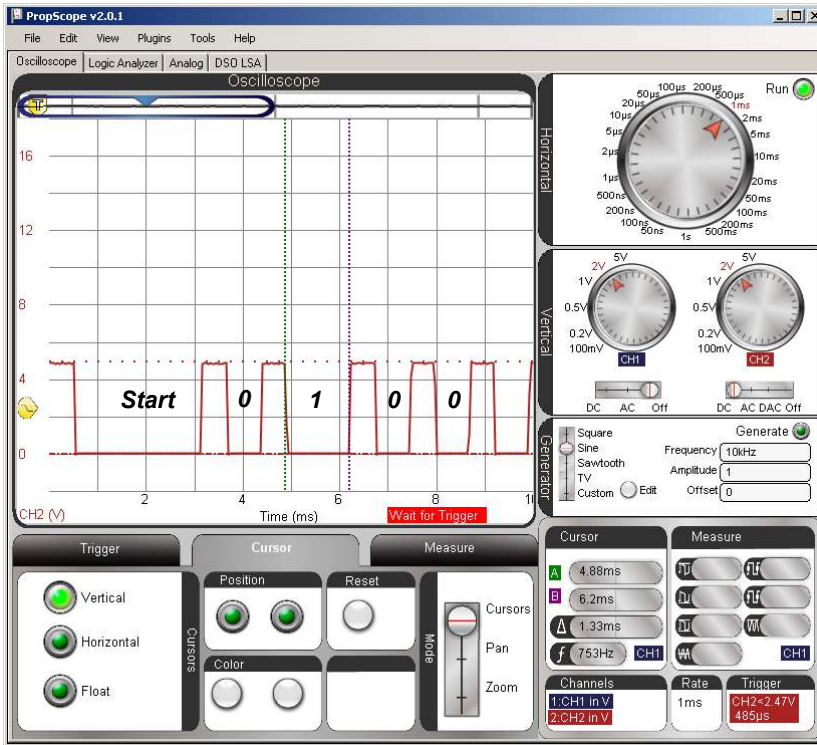 PropScope v2.0.1
File Edit View Plugins Tools Help
Oscilloscope Logic Analyzer Analog DSO LSA
Oscilloscope
T
16
12
8
4
0
Start 0 1 0 0
2 4 6 8 1
CH2 (V)
Time (ms)
Wait for Trigger
Horizontal
Run
50µs 100µs 200µs 500µs
20µs 1ms
10µs 2ms
5µs 5ms
2µs 10ms
1µs 20ms
500ns 50ms
200ns 100ms
100ns 200ms
50ns 1s 500ms
Vertical
5V 5V
2V 2V
1V 1V
0.5V 0.5V
0.2V 0.2V
100mV 100mV
CH1 CH2
DC AC Off DC AC DAC Off
Generator
Square
Sine
Sawtooth
TV
Custom Edit
Generate
Frequency 10kHz
Amplitude 1
Offset 0
Trigger Cursor Measure
Vertical
Horizontal
Float
Cursors
Position Reset
Color
Mode
Cursors
Pan
Zoom
Cursor
A 4.88ms
B 6.2ms
Δ 1.33ms
f 753Hz CH1
Measure
CH1
Channels
1:CH1 in V
2:CH2 in V
Rate
1ms
Trigger
CH2<2.47V
485µs